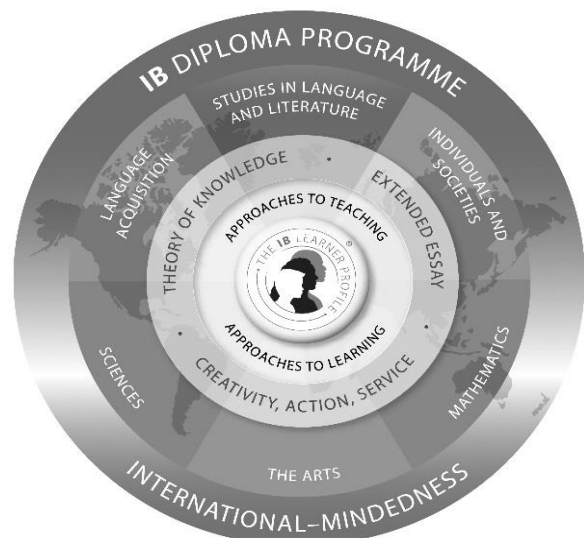 IB DIPLOMA PROGRAMME
STUDIES IN LANGUAGE
AND LITERATURE
LANGUAGE
ACQUISITION
INDIVIDUALS AND
SOCIETIES
THEORY OF KNOWLEDGE
EXTENDED ESSAY
APPROACHES TO TEACHING
• THE IB LEARNER PROFILE • ®
APPROACHES TO LEARNING
CREATIVITY, ACTION, SERVICE
SCIENCES
MATHEMATICS
THE ARTS
INTERNATIONAL–MINDEDNESS